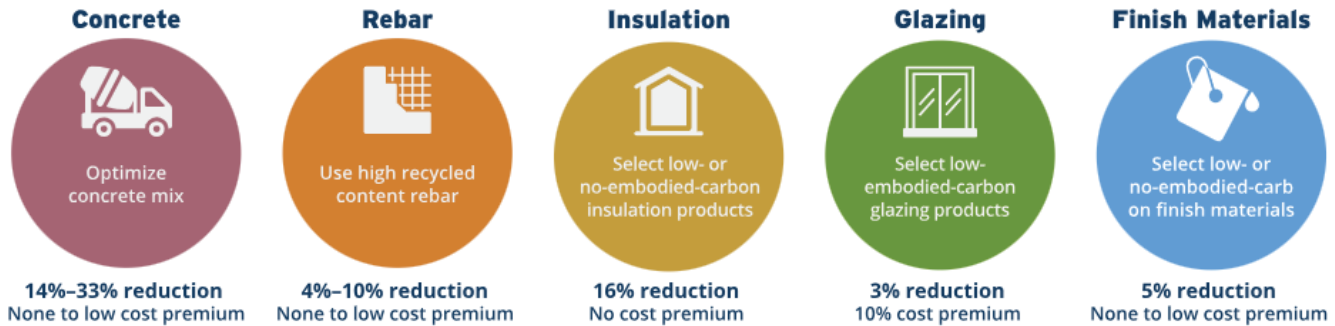 Concrete
Optimize
concrete mix
14%–33% reduction
None to low cost premium
Rebar
Use high recycled
content rebar
4%–10% reduction
None to low cost premium
Insulation
Select low- or
no-embodied-carbon
insulation products
16% reduction
No cost premium
Glazing
Select low-
embodied-carbon
glazing products
3% reduction
10% cost premium
Finish Materials
Select low- or
no-embodied-carb
on finish materials
5% reduction
None to low cost premium